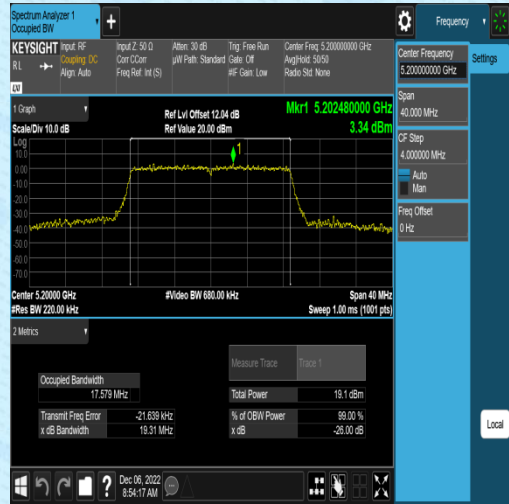 Spectrum Analyzer 1
Occupied BW
+
Frequency
KEYSIGHT
Input: RF
Coupling: DC
Align: Auto
R L
Input Z: 50 Ω
Corr CCorr
Freq Ref: Int (S)
Atten: 30 dB
µW Path: Standard
Trig: Free Run
Gate: Off
#IF Gain: Low
Center Freq: 5.200000000 GHz
Avg|Hold: 50/50
Radio Std: None
Center Frequency
5.200000000 GHz
Settings
Span
40.000 MHz
CF Step
4.000000 MHz
Auto
Man
Freq Offset
0 Hz
Local
1 Graph
Scale/Div 10.0 dB
Ref Lvl Offset 12.04 dB
Ref Value 20.00 dBm
Mkr1 5.202480000 GHz
3.34 dBm
Log
10.0
0.00
-10.0
-20.0
-30.0
-40.0
-50.0
-60.0
-70.0
1
Center 5.20000 GHz
#Res BW 220.00 kHz
#Video BW 680.00 kHz
Span 40 MHz
Sweep 1.00 ms (1001 pts)
2 Metrics
Measure Trace
Trace 1
Occupied Bandwidth
17.579 MHz
Total Power
19.1 dBm
Transmit Freq Error
-21.639 kHz
% of OBW Power
99.00 %
x dB Bandwidth
19.31 MHz
x dB
-26.00 dB
?
Dec 06, 2022
8:54:17 AM